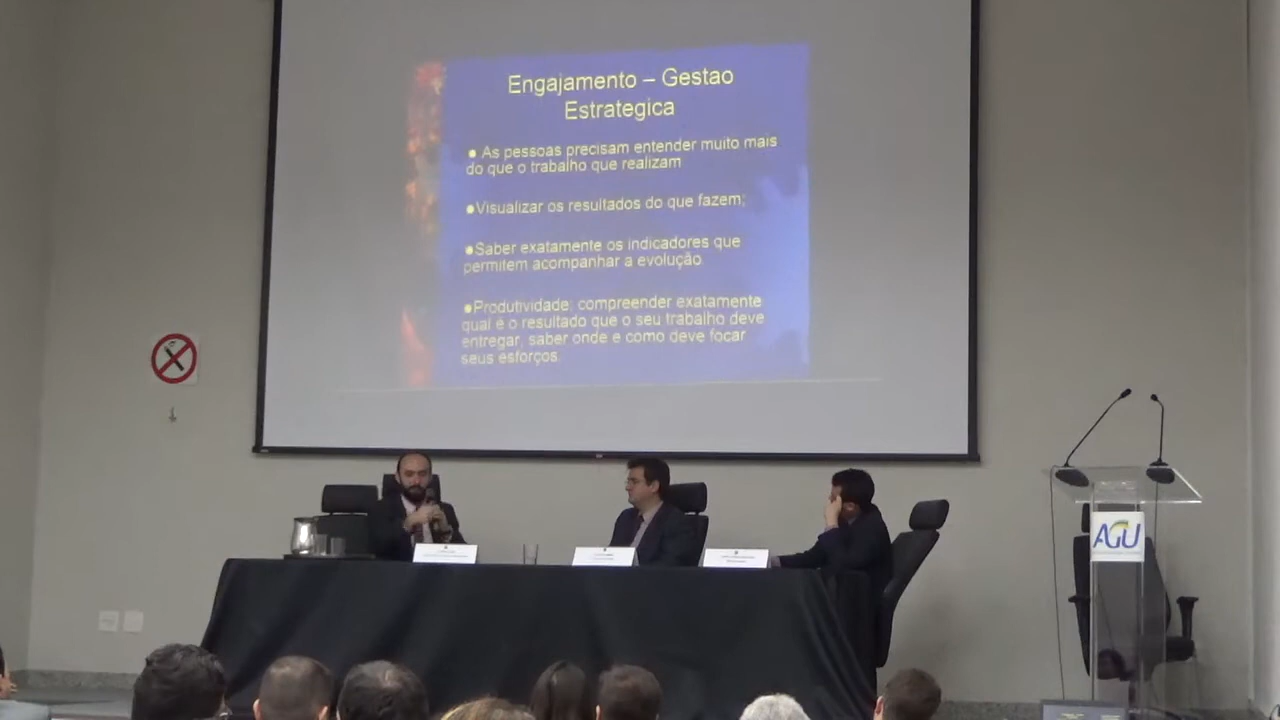 Engajamento – Gestao
Estrategica
● As pessoas precisam entender muito mais
do que o trabalho que realizam
●Visualizar os resultados do que fazem;
●Saber exatamente os indicadores que
permitem acompanhar a evolução.
●Produtividade: compreender exatamente
qual é o resultado que o seu trabalho deve
entregar, saber onde e como deve focar
seus esforços.
AGU